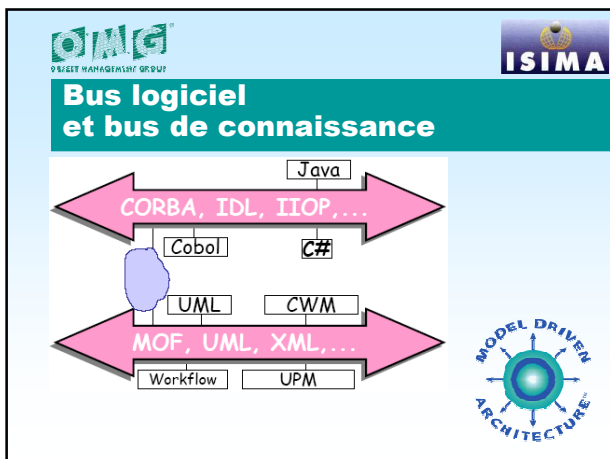 OMG
OBJECT MANAGEMENT GROUP
ISIMA
Bus logiciel
et bus de connaissance
Java
CORBA, IDL, IIOP,...
Cobol
C#
UML
CWM
MOF, UML, XML,...
Workflow
UPM
MODEL DRIVEN
ARCHITECTURE™